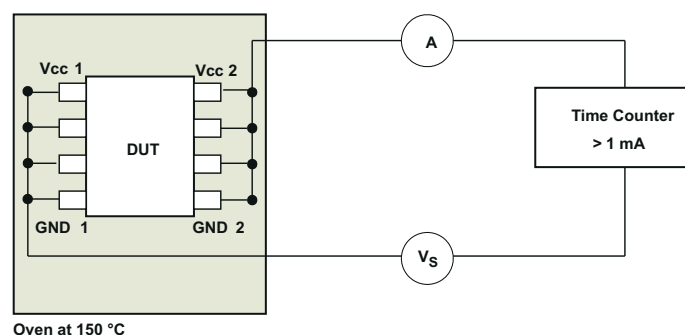 Vcc 1
Vcc 2
DUT
GND 1
GND 2
A
Time Counter
> 1 mA
VS
Oven at 150 °C